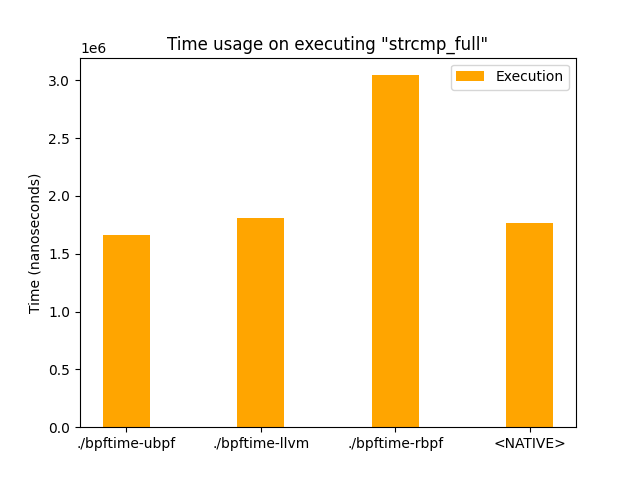 Time usage on executing "strcmp_full"
1e6
Execution
Time (nanoseconds)
3.0
2.5
2.0
1.5
1.0
0.5
0.0
./bpftime-ubpf ./bpftime-llvm ./bpftime-rbpf <NATIVE>